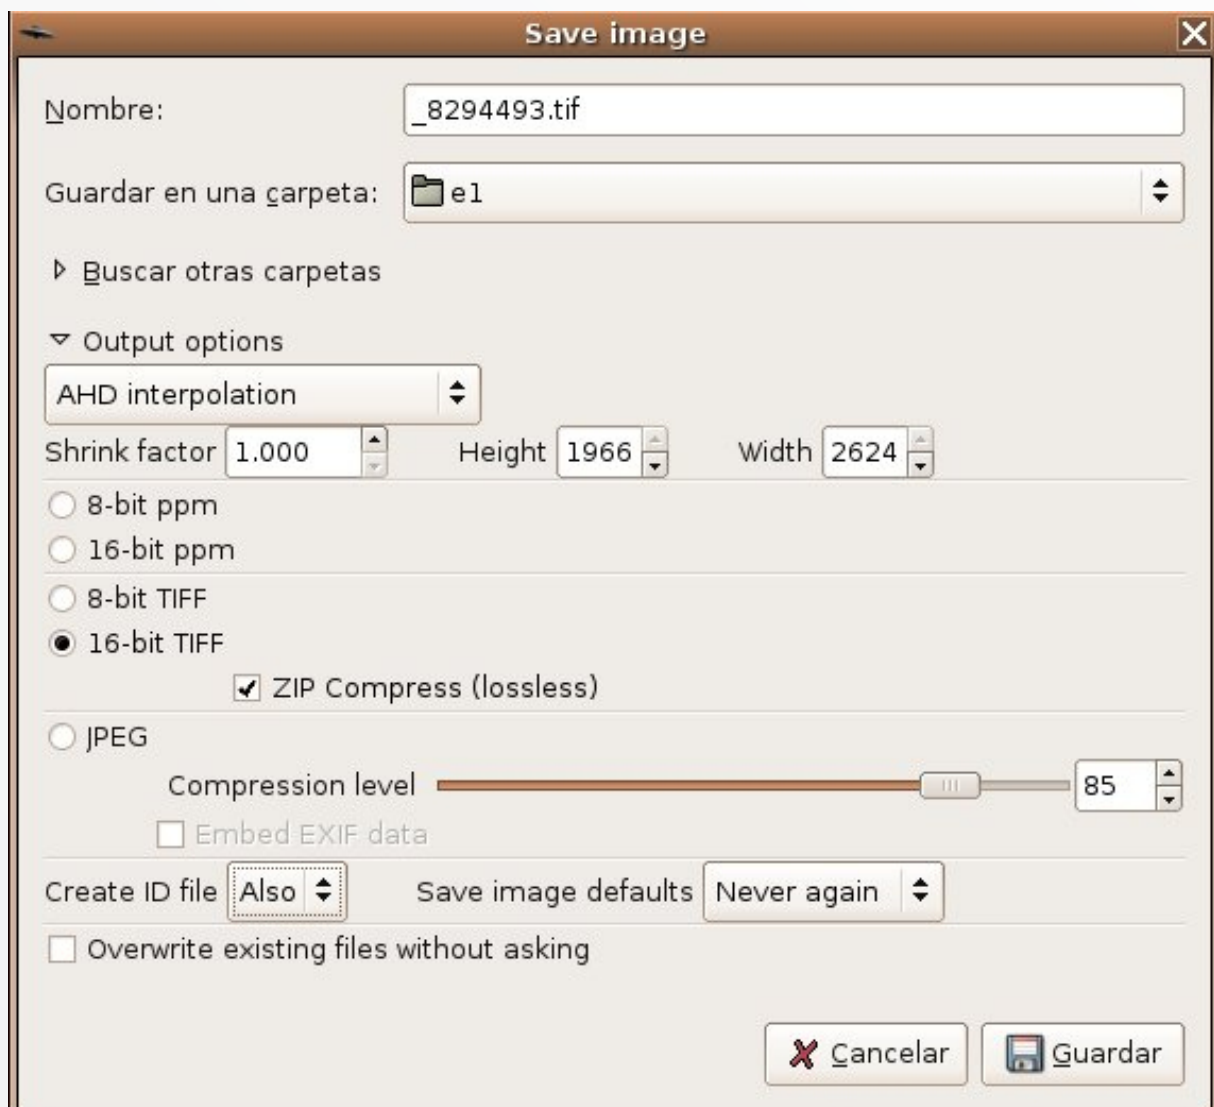 Save image
Nombre: _8294493.tif
Guardar en una carpeta: e1
Buscar otras carpetas
Output options
AHD interpolation
Shrink factor 1.000 Height 1966 Width 2624
8-bit ppm
16-bit ppm
8-bit TIFF
16-bit TIFF
ZIP Compress (lossless)
JPEG
Compression level 85
Embed EXIF data
Create ID file Also Save image defaults Never again
Overwrite existing files without asking
Cancelar Guardar